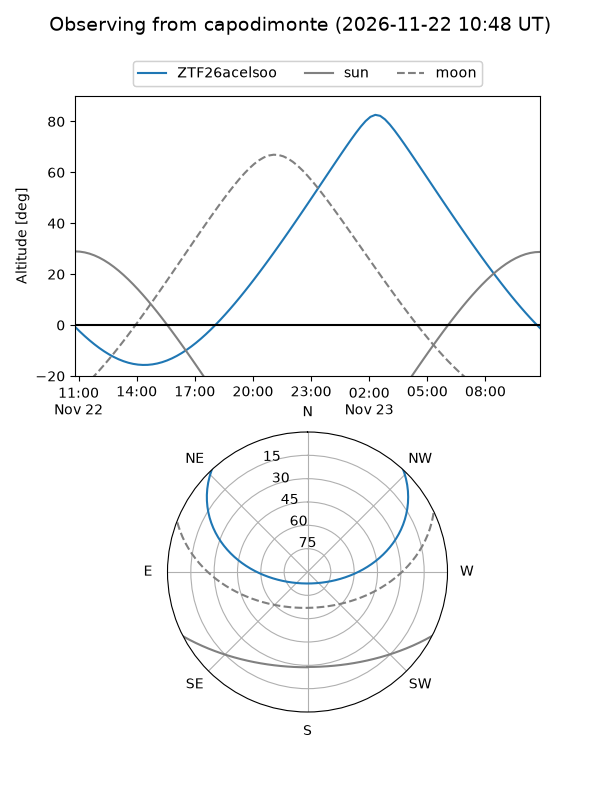 Observing from capodimonte (2026-11-22 10:48 UT)
ZTF26acelsoo
sun
moon
Altitude [deg]
80
60
40
20
0
−20
11:00
14:00
17:00
20:00
23:00
02:00
05:00
08:00
Nov 22
Nov 23
N
NE
NW
15
30
45
60
75
E
W
SE
SW
S